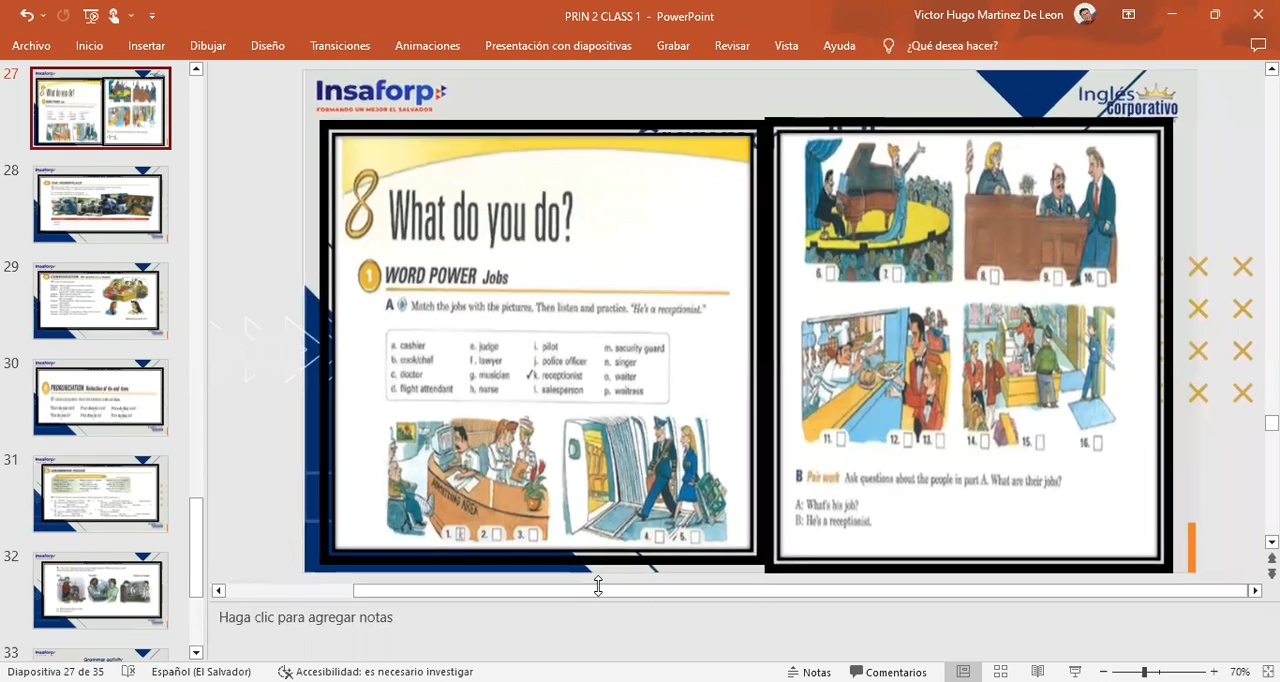 PRIN 2 CLASS 1 - PowerPoint
Victor Hugo Martinez De Leon
Archivo Inicio Insertar Dibujar Diseño Transiciones Animaciones Presentación con diapositivas Grabar Revisar Vista Ayuda ¿Qué desea hacer?
27
28
29
30
31
32
33
Insaforp
FORMANDO UN MEJOR EL SALVADOR
Inglés
Corporativo
8 What do you do?
1 WORD POWER Jobs
A Match the jobs with the pictures. Then listen and practice. "He's a receptionist."
a. cashier e. judge i. pilot m. security guard
b. cook/chef f. lawyer j. police officer n. singer
c. doctor g. musician ✓k. receptionist o. waiter
d. flight attendant h. nurse l. salesperson p. waitress
1. 2. 3. 4. 5.
6. 7. 8. 9. 10.
11. 12. 13. 14. 15. 16.
B Pair work Ask questions about the people in part A. What are their jobs?
A: What's his job?
B: He's a receptionist.
Haga clic para agregar notas
Diapositiva 27 de 35 Español (El Salvador) Accesibilidad: es necesario investigar Notas Comentarios 70%